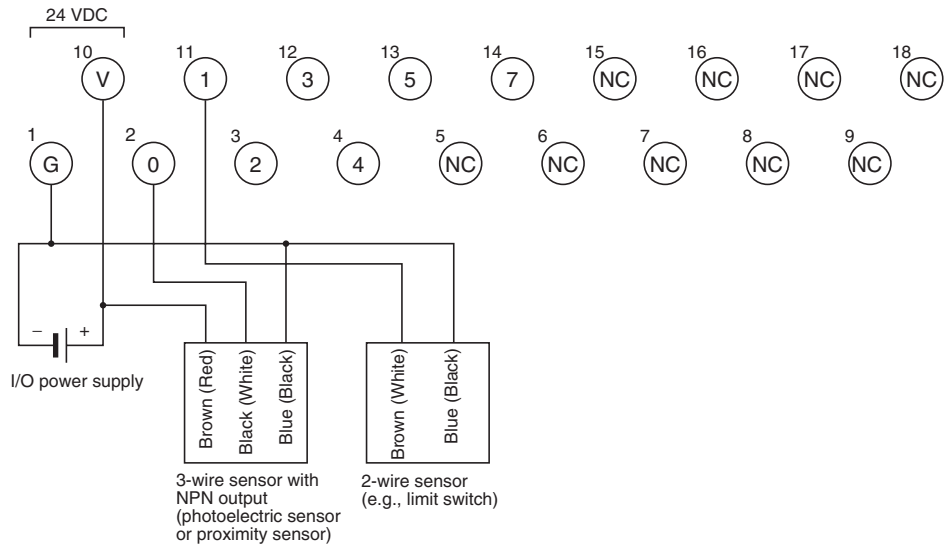 24 VDC
10 11 12 13 14 15 16 17 18
V 1 3 5 7 NC NC NC NC
1 2 3 4 5 6 7 8 9
G 0 2 4 NC NC NC NC NC
− +
I/O power supply
Brown (Red)
Black (White)
Blue (Black)
Brown (White)
Blue (Black)
3-wire sensor with
NPN output
(photoelectric sensor
or proximity sensor)
2-wire sensor
(e.g., limit switch)